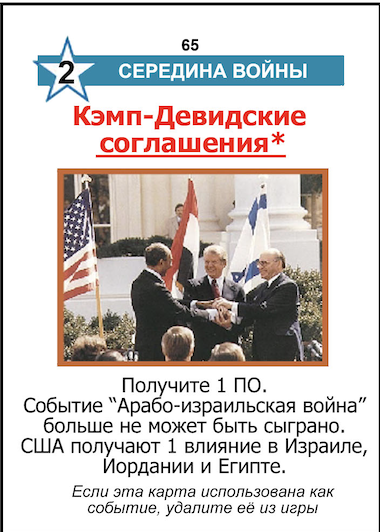 65
2
СЕРЕДИНА ВОЙНЫ
Кэмп-Девидские
соглашения*
Получите 1 ПО.
Событие “Арабо-израильская война”
больше не может быть сыграно.
США получают 1 влияние в Израиле,
Иордании и Египте.
Если эта карта использована как
событие, удалите её из игры